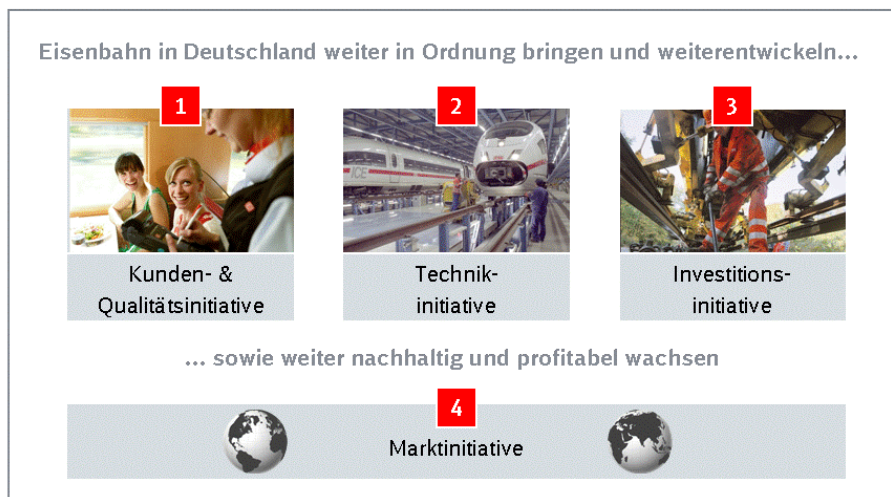 Eisenbahn in Deutschland weiter in Ordnung bringen und weiterentwickeln...
1
2
3
ICE
Kunden- &
Qualitätsinitiative
Technik-
initiative
Investitions-
initiative
... sowie weiter nachhaltig und profitabel wachsen
4
Marktinitiative